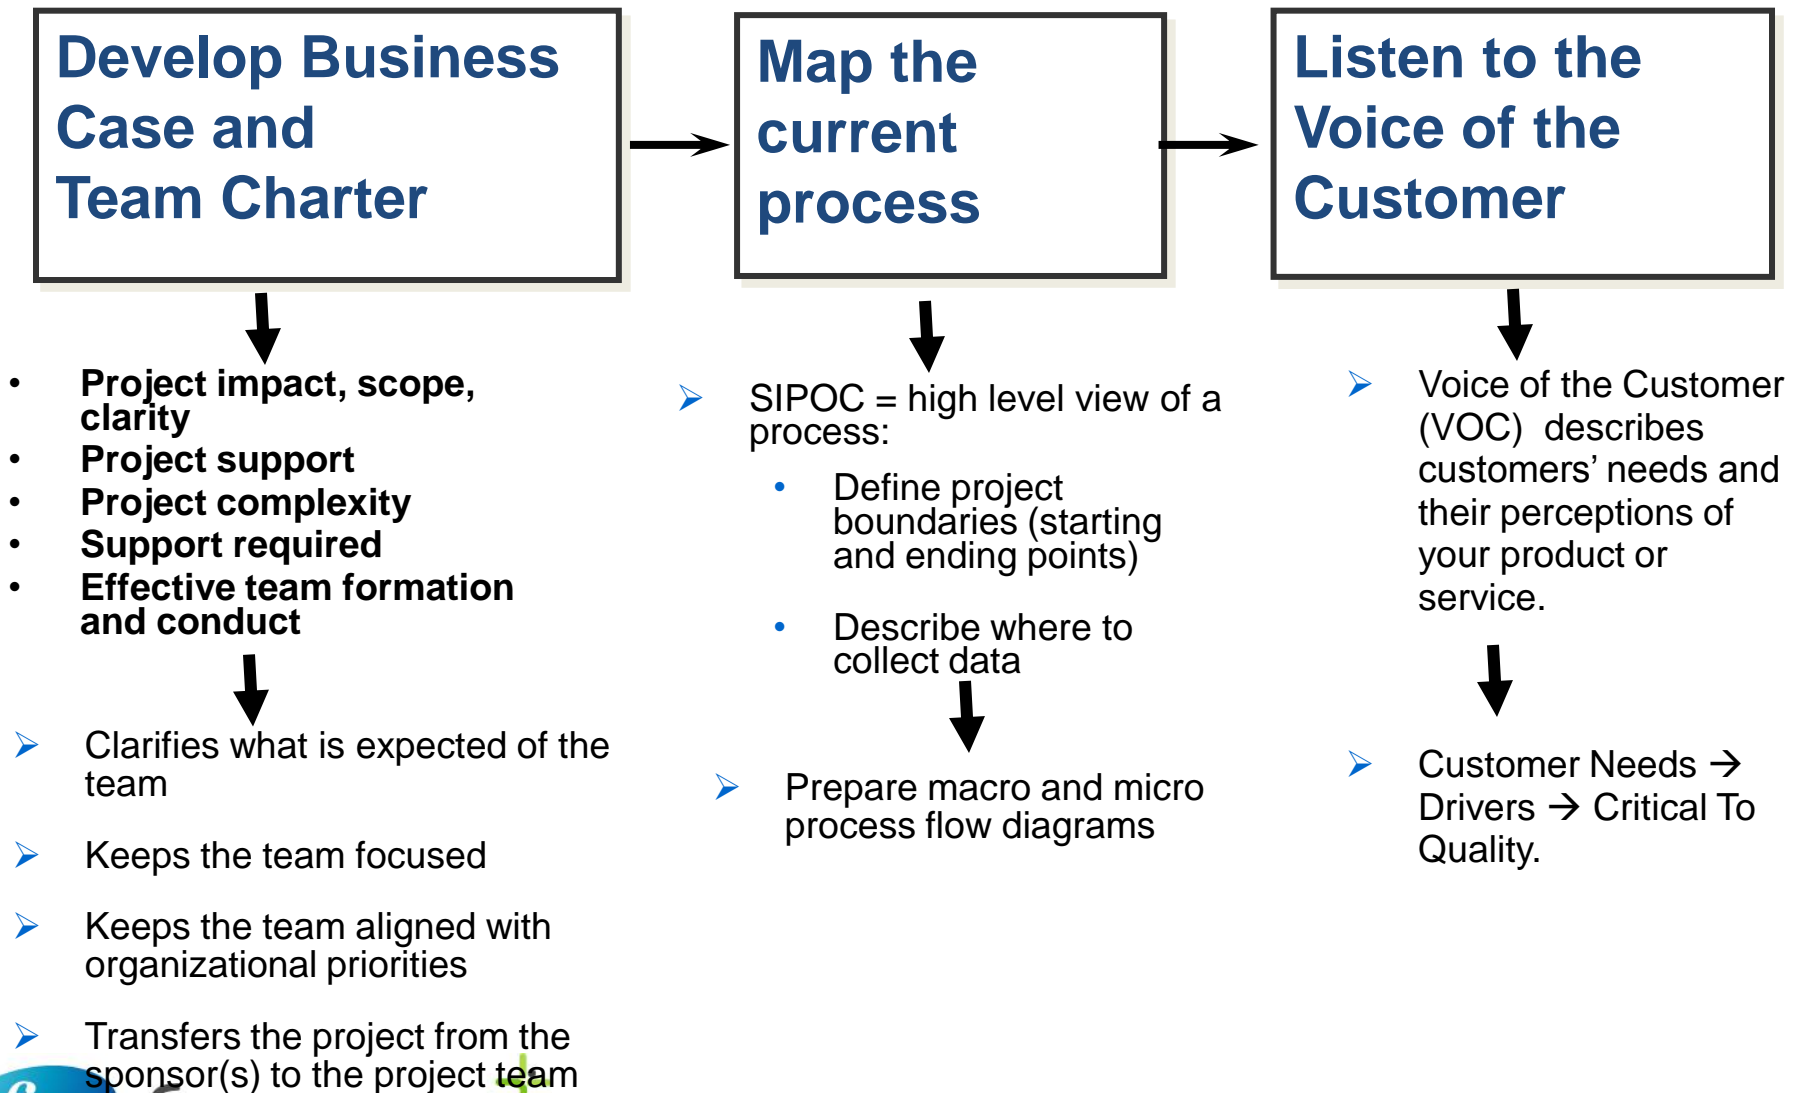 Develop Business
Case and
Team Charter
• Project impact, scope,
clarity
• Project support
• Project complexity
• Support required
• Effective team formation
and conduct
➢ Clarifies what is expected of the
team
➢ Keeps the team focused
➢ Keeps the team aligned with
organizational priorities
➢ Transfers the project from the
sponsor(s) to the project team
Map the
current
process
➢ SIPOC = high level view of a
process:
• Define project
boundaries (starting
and ending points)
• Describe where to
collect data
➢ Prepare macro and micro
process flow diagrams
Listen to the
Voice of the
Customer
➢ Voice of the Customer
(VOC)  describes
customers’ needs and
their perceptions of
your product or
service.
➢ Customer Needs →
Drivers → Critical To
Quality.